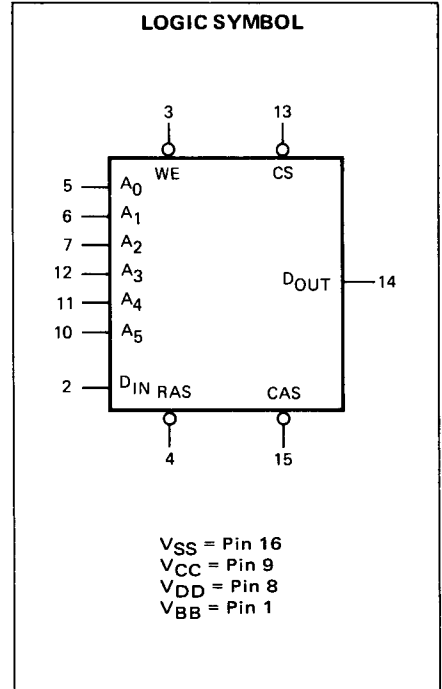 LOGIC SYMBOL
3 13
WE CS
5 A0
6 A1
7 A2
12 A3
DOUT 14
11 A4
10 A5
2 DIN RAS CAS
4 15
VSS = Pin 16
VCC = Pin 9
VDD = Pin 8
VBB = Pin 1